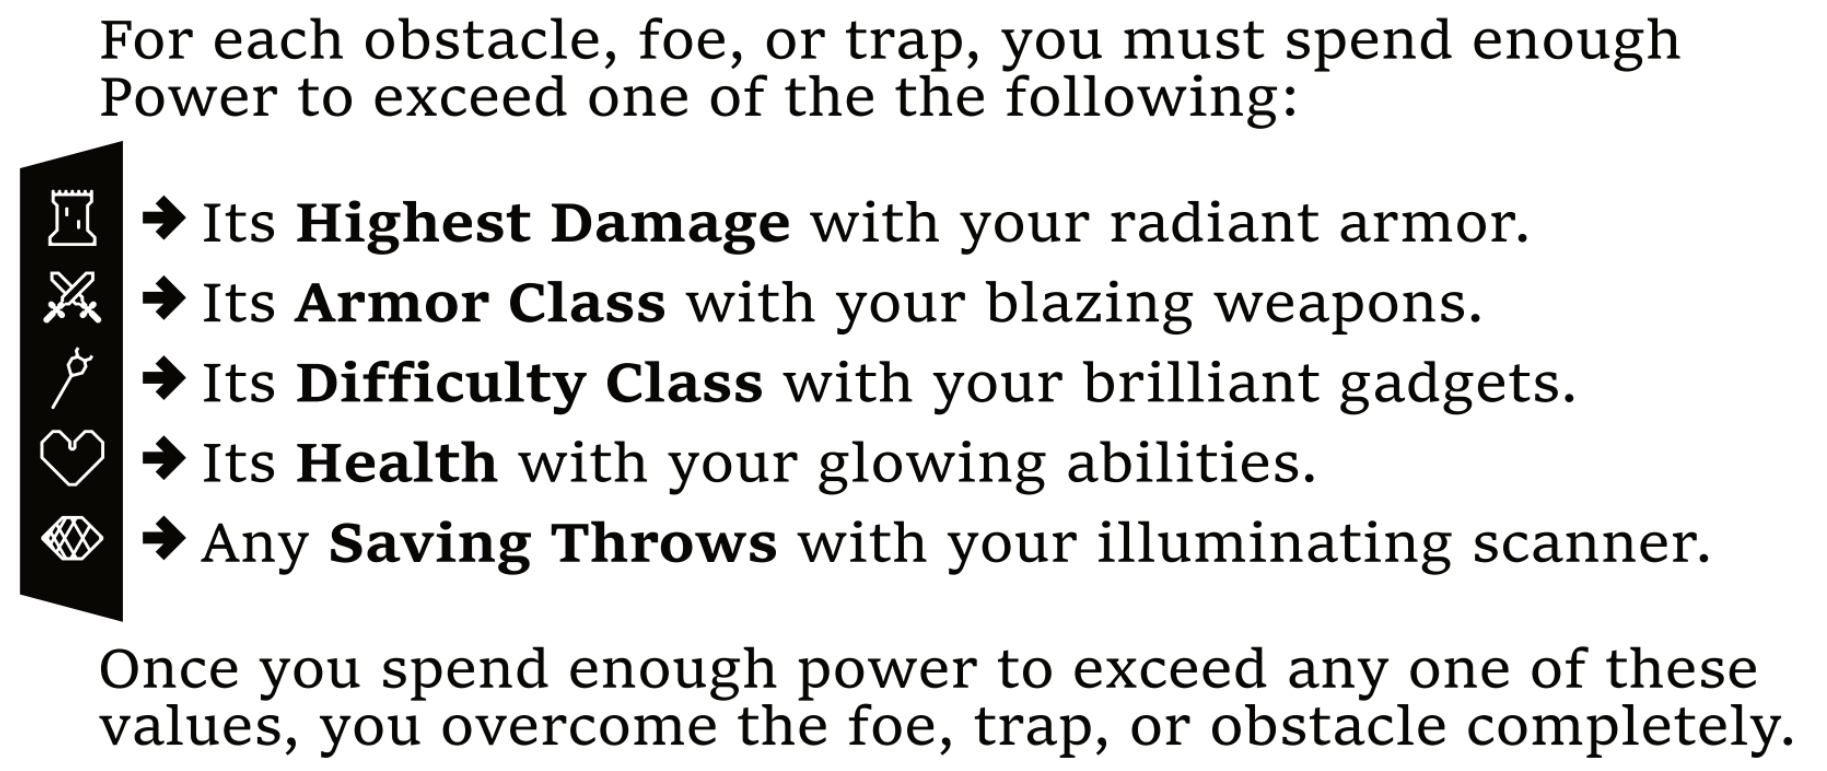 For each obstacle, foe, or trap, you must spend enough
Power to exceed one of the the following:
➔ Its Highest Damage with your radiant armor.
➔ Its Armor Class with your blazing weapons.
➔ Its Difficulty Class with your brilliant gadgets.
➔ Its Health with your glowing abilities.
➔ Any Saving Throws with your illuminating scanner.
Once you spend enough power to exceed any one of these
values, you overcome the foe, trap, or obstacle completely.